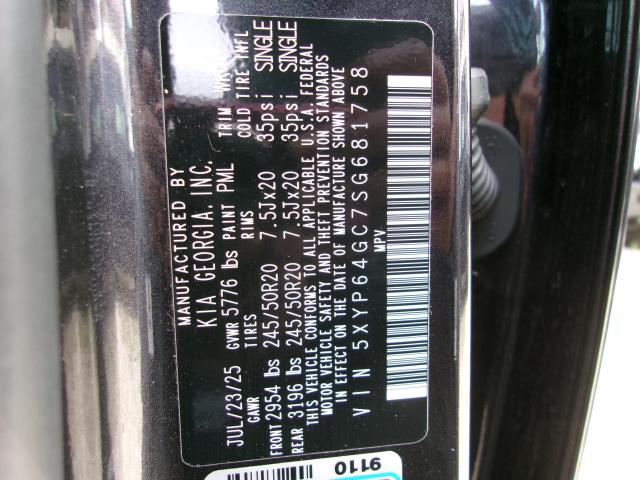 MANUFACTURED BY
KIA GEORGIA, INC.
JUL/23/25 GVWR 5776 lbs PAINT PML TRIM
GAWR TIRES RIMS COLD TIRE INFL
FRONT 2954 lbs 245/50R20 7.5Jx20 35psi SINGLE
REAR 3196 lbs 245/50R20 7.5Jx20 35psi SINGLE
THIS VEHICLE CONFORMS TO ALL APPLICABLE U.S.A. FEDERAL
MOTOR VEHICLE SAFETY AND THEFT PREVENTION STANDARDS
IN EFFECT ON THE DATE OF MANUFACTURE SHOWN ABOVE
VIN 5XYP64GC7SG681758
MPV
9110